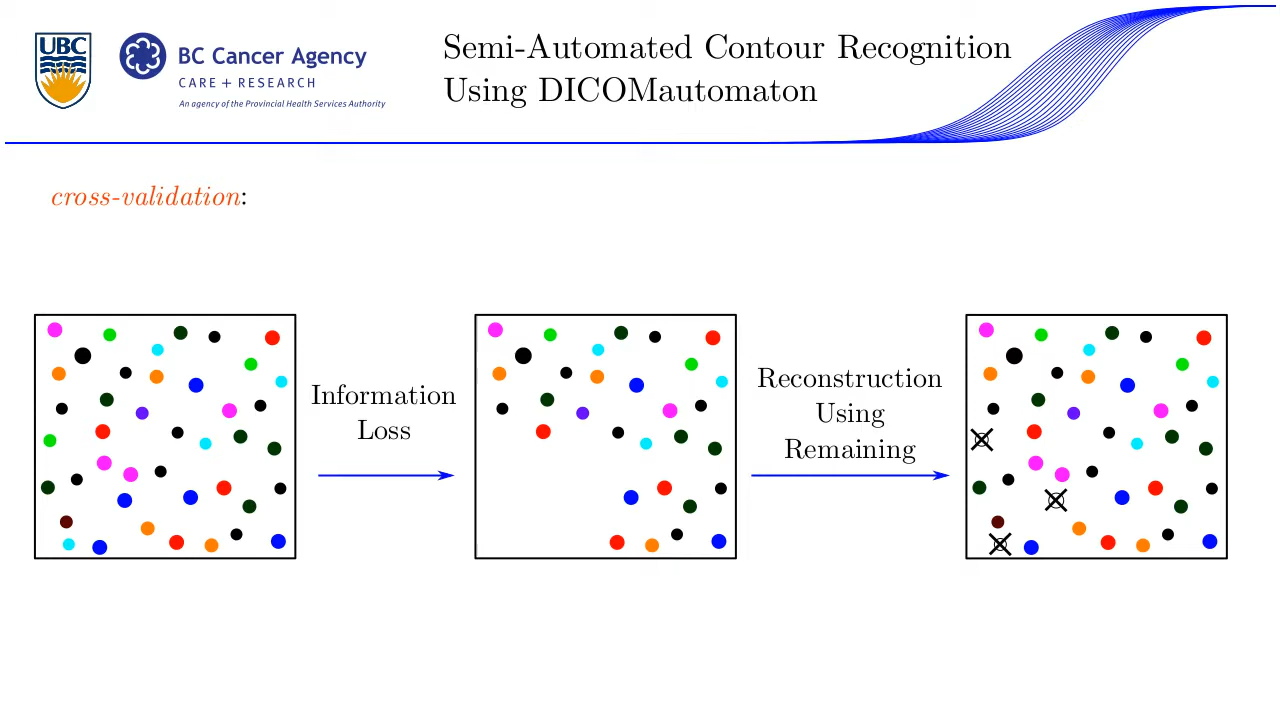 UBC
BC Cancer Agency
CARE + RESEARCH
An agency of the Provincial Health Services Authority
Semi-Automated Contour Recognition
Using DICOMautomaton
cross-validation:
Information
Loss
Reconstruction
Using
Remaining